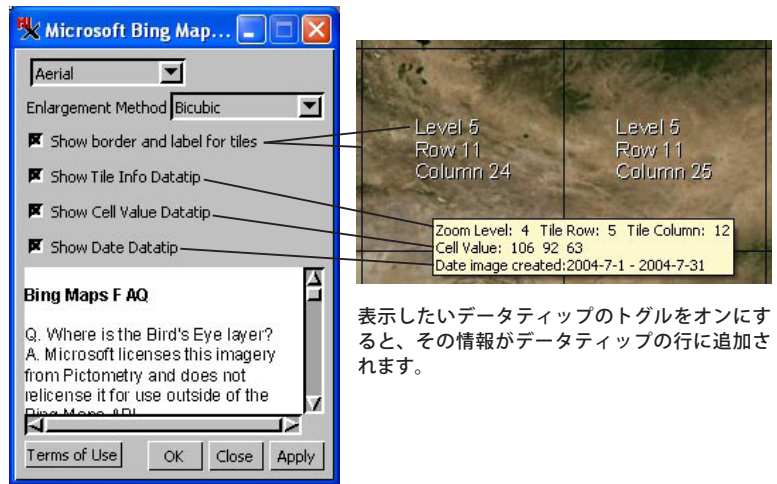 Microsoft Bing Map...
Aerial
Enlargement Method Bicubic
Show border and label for tiles
Show Tile Info Datatip
Show Cell Value Datatip
Show Date Datatip
Bing Maps F AQ
Q. Where is the Bird's Eye layer?
A. Microsoft licenses this imagery
from Pictometry and does not
relicense it for use outside of the
Bing Maps API
Terms of Use
OK
Close
Apply
Level 5
Row 11
Column 24
Level 5
Row 11
Column 25
Zoom Level: 4 Tile Row: 5 Tile Column: 12
Cell Value: 106 92 63
Date image created:2004-7-1 - 2004-7-31
表示したいデータティップのトグルをオンにす
ると、その情報がデータティップの行に追加さ
れます。